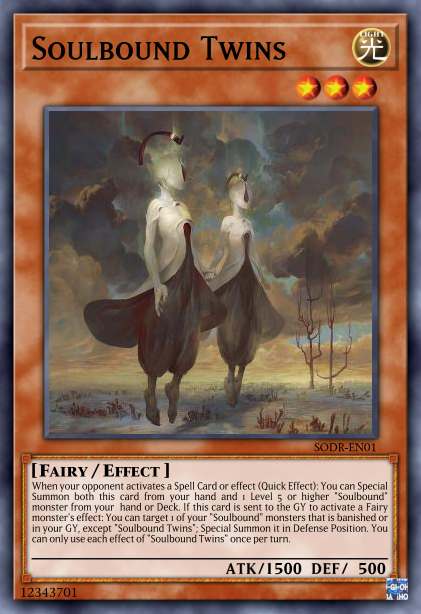 Soulbound Twins
LIGHT
光
SODR-EN01
[ Fairy / Effect ]
When your opponent activates a Spell Card or effect (Quick Effect): You can Special
Summon both this card from your hand and 1 Level 5 or higher "Soulbound"
monster from your hand or Deck. If this card is sent to the GY to activate a Fairy
monster's effect: You can target 1 of your "Soulbound" monsters that is banished or
in your GY, except "Soulbound Twins"; Special Summon it in Defense Position. You
can only use each effect of "Soulbound Twins" once per turn.
ATK/1500 DEF/ 500
12343701